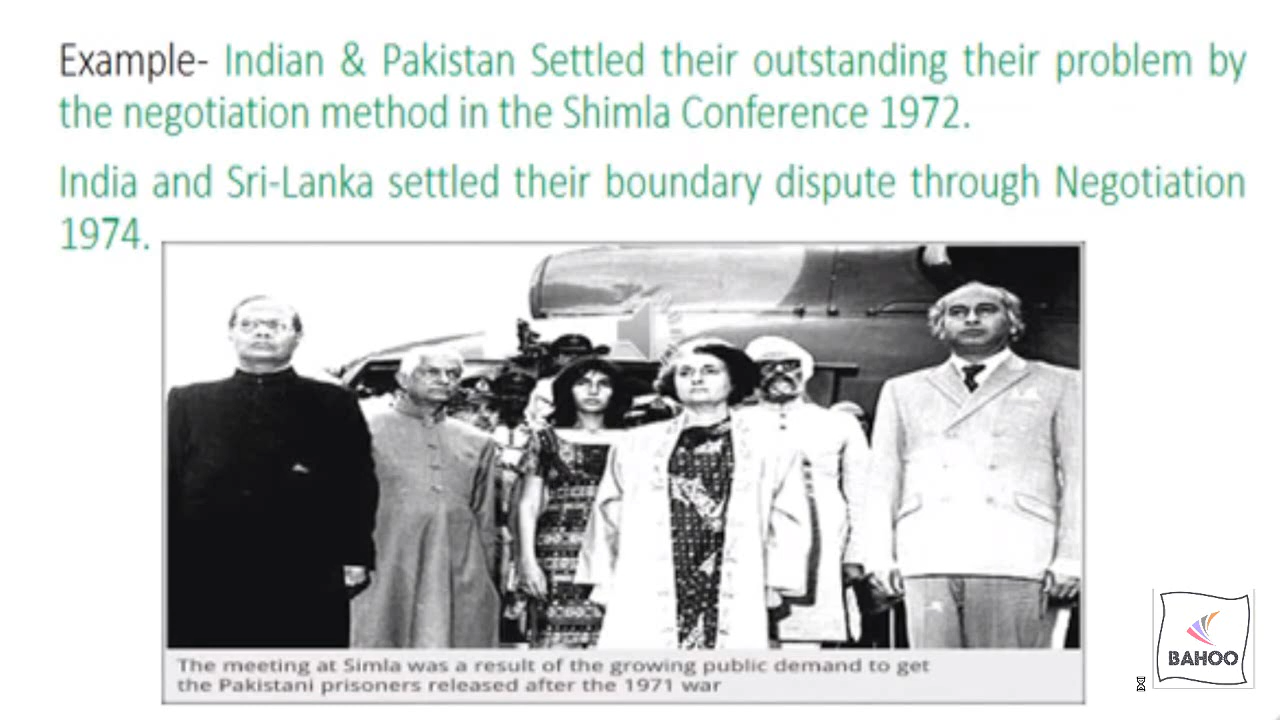 Example- Indian & Pakistan Settled their outstanding their problem by
the negotiation method in the Shimla Conference 1972.
India and Sri-Lanka settled their boundary dispute through Negotiation
1974.
The meeting at Simla was a result of the growing public demand to get
the Pakistani prisoners released after the 1971 war
BAHOO